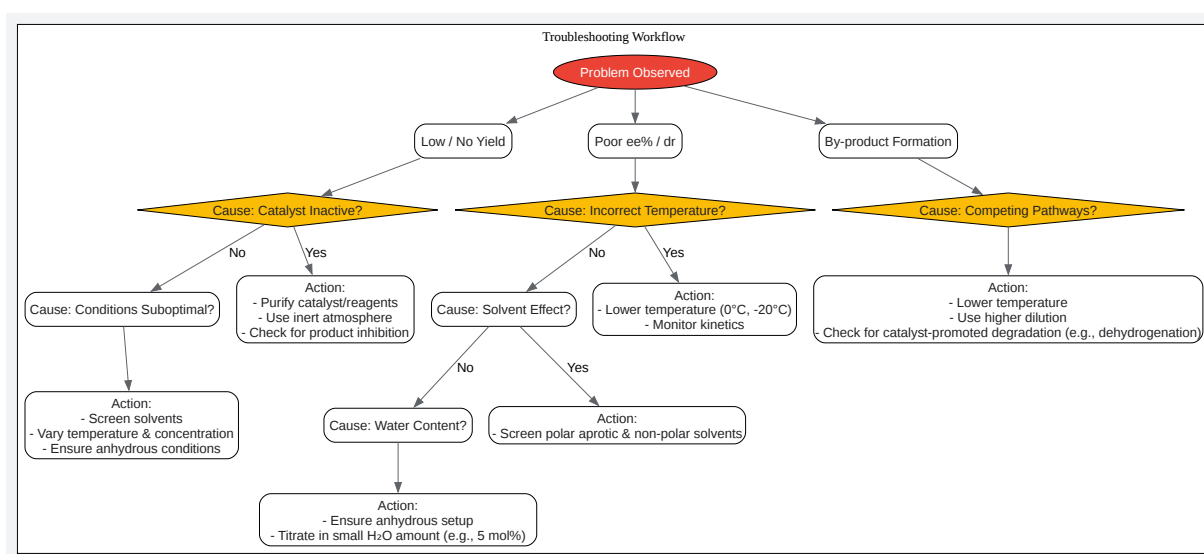 Troubleshooting Workflow
Problem Observed
Low / No Yield
Poor ee% / dr
By-product Formation
Cause: Catalyst Inactive?
Cause: Incorrect Temperature?
Cause: Competing Pathways?
No
Yes
No
Yes
Cause: Conditions Suboptimal?
Action:
- Purify catalyst/reagents
- Use inert atmosphere
- Check for product inhibition
Cause: Solvent Effect?
Action:
- Lower temperature (0°C, -20°C)
- Monitor kinetics
Action:
- Lower temperature
- Use higher dilution
- Check for catalyst-promoted degradation (e.g., dehydrogenation)
No
Yes
Action:
- Screen solvents
- Vary temperature & concentration
- Ensure anhydrous conditions
Cause: Water Content?
Action:
- Screen polar aprotic & non-polar solvents
Action:
- Ensure anhydrous setup
- Titrate in small H₂O amount (e.g., 5 mol%)